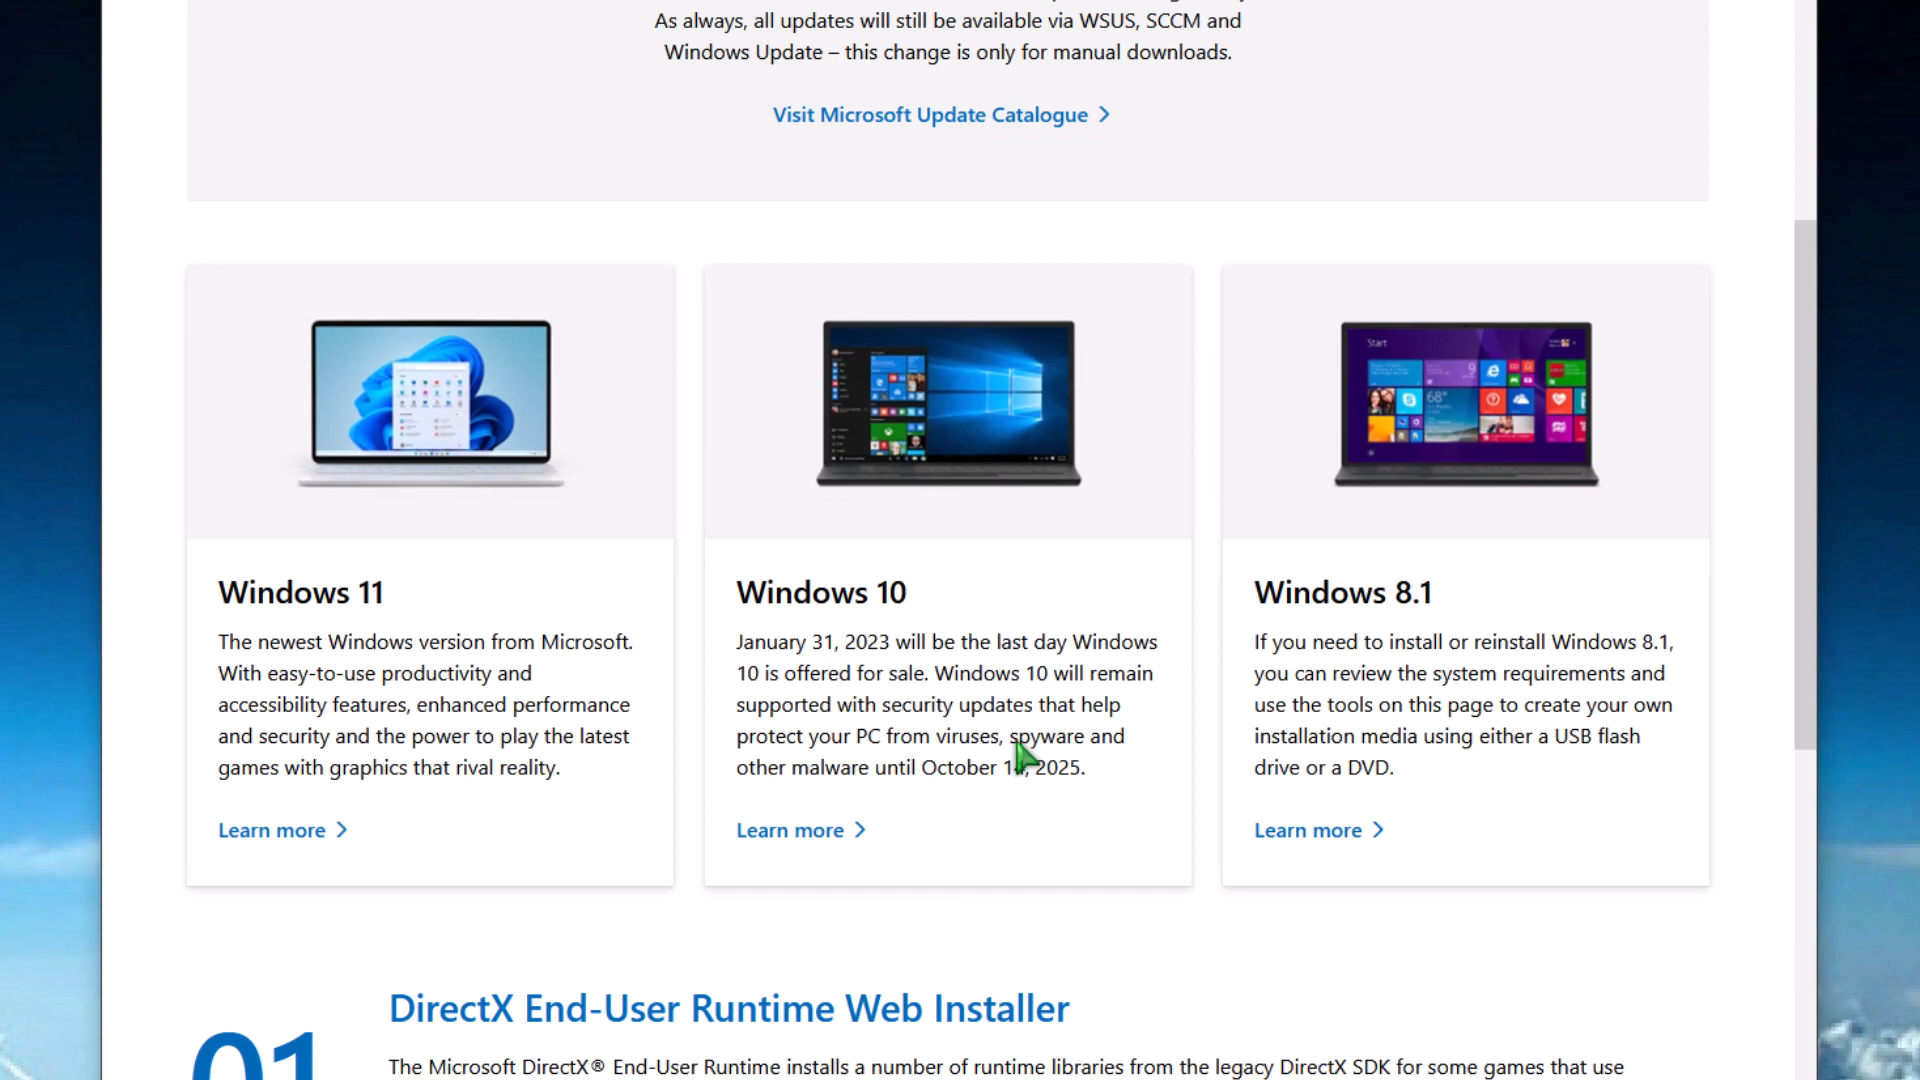 As always, all updates will still be available via WSUS, SCCM and
Windows Update – this change is only for manual downloads.
Visit Microsoft Update Catalogue
Windows 11
The newest Windows version from Microsoft.
With easy-to-use productivity and
accessibility features, enhanced performance
and security and the power to play the latest
games with graphics that rival reality.
Learn more
Windows 10
January 31, 2023 will be the last day Windows
10 is offered for sale. Windows 10 will remain
supported with security updates that help
protect your PC from viruses, spyware and
other malware until October 2025.
Learn more
Start
68°
9
Windows 8.1
If you need to install or reinstall Windows 8.1,
you can review the system requirements and
use the tools on this page to create your own
installation media using either a USB flash
drive or a DVD.
Learn more
01
DirectX End-User Runtime Web Installer
The Microsoft DirectX® End-User Runtime installs a number of runtime libraries from the legacy DirectX SDK for some games that use